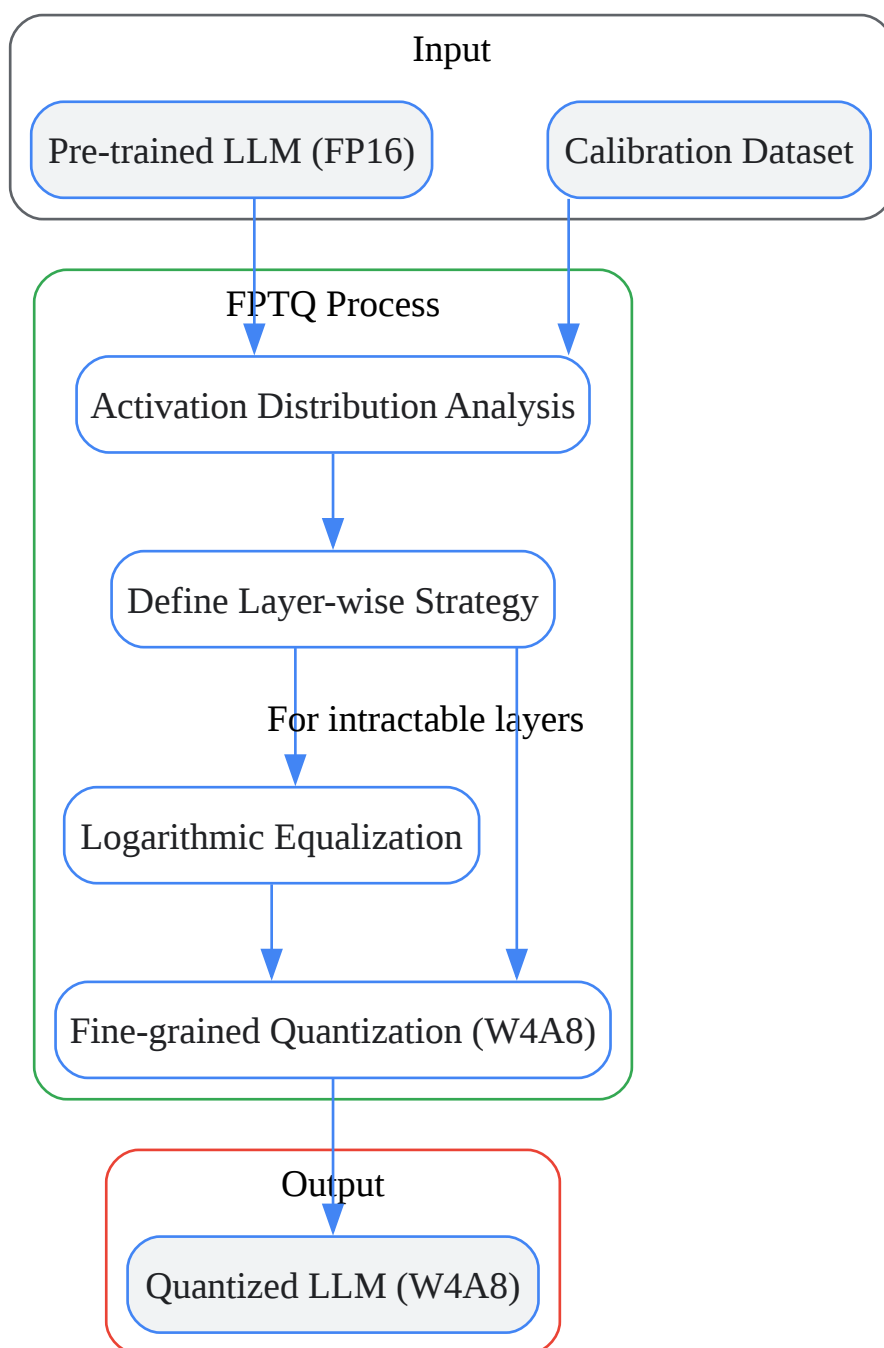 Input
Pre-trained LLM (FP16)
Calibration Dataset
FPTQ Process
Activation Distribution Analysis
Define Layer-wise Strategy
For intractable layers
Logarithmic Equalization
Fine-grained Quantization (W4A8)
Output
Quantized LLM (W4A8)